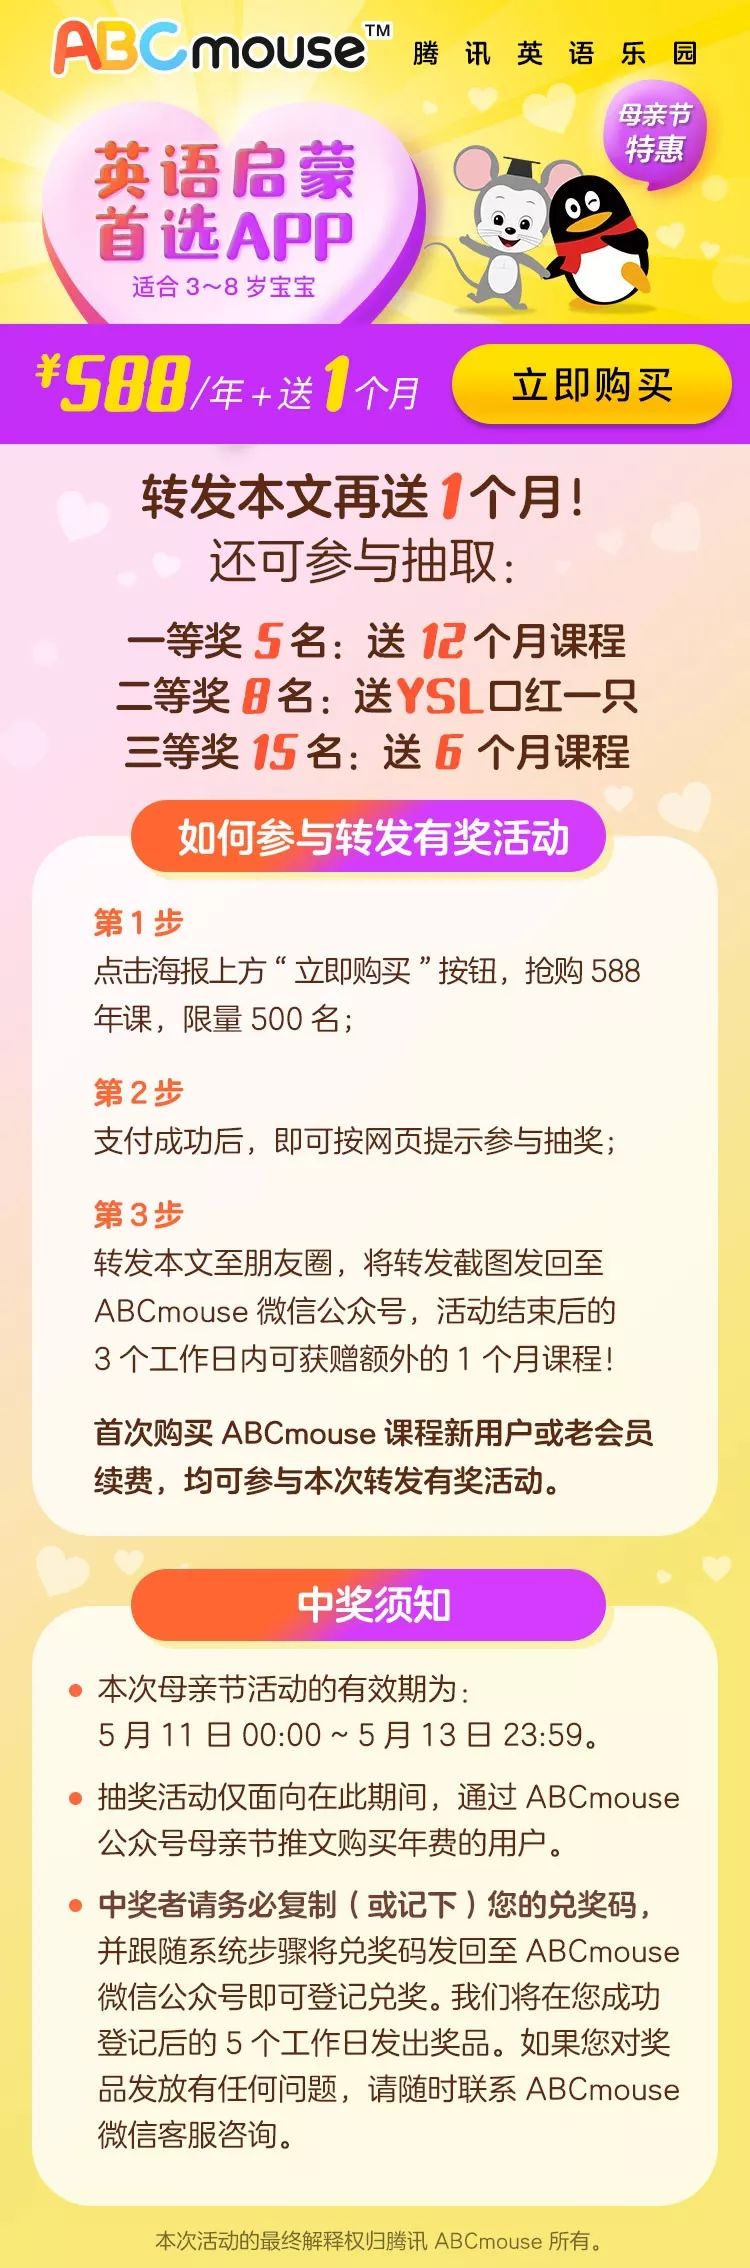 ABCmouse™ 腾讯英语乐园
母亲节
特惠
英语启蒙
首选APP
适合 3～8 岁宝宝
¥588/年+送1个月
立即购买
转发本文再送1个月！
还可参与抽取：
一等奖 5 名：送 12 个月课程
二等奖 8 名：送YSL口红一只
三等奖 15 名：送 6 个月课程
如何参与转发有奖活动
第 1 步
点击海报上方“立即购买”按钮，抢购 588
年课，限量 500 名；
第 2 步
支付成功后，即可按网页提示参与抽奖；
第 3 步
转发本文至朋友圈，将转发截图发回至
ABCmouse 微信公众号，活动结束后的
3 个工作日内可获赠额外的 1 个月课程！
首次购买 ABCmouse 课程新用户或老会员
续费，均可参与本次转发有奖活动。
中奖须知
● 本次母亲节活动的有效期为：
5 月 11 日 00:00 ~ 5 月 13 日 23:59。
● 抽奖活动仅面向在此期间，通过 ABCmouse
公众号母亲节推文购买年费的用户。
● 中奖者请务必复制（或记下）您的兑奖码，
并跟随系统步骤将兑奖码发回至 ABCmouse
微信公众号即可登记兑奖。我们将在您成功
登记后的 5 个工作日发出奖品。如果您对奖
品发放有任何问题，请随时联系 ABCmouse
微信客服咨询。
本次活动的最终解释权归腾讯 ABCmouse 所有。